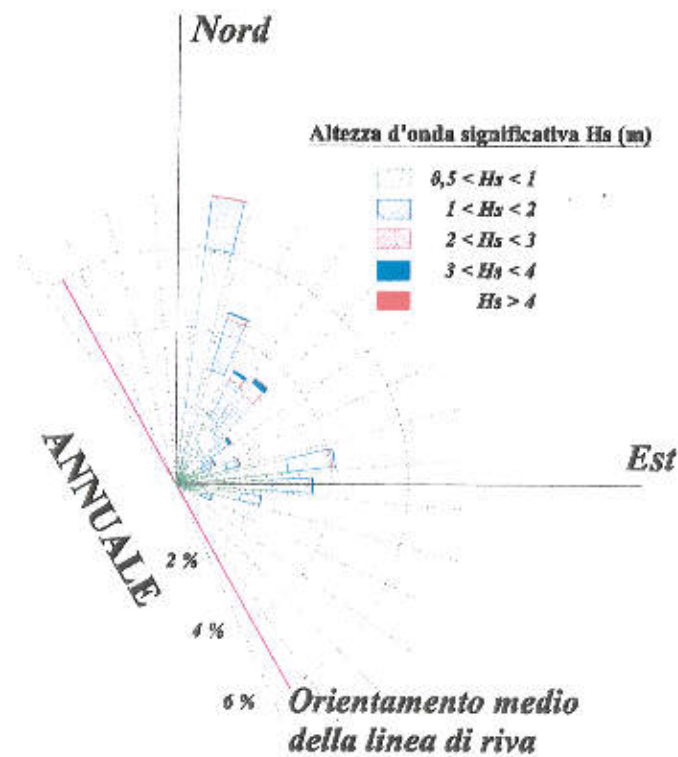 Nord
Altezza d'onda significativa Hs (m)
0,5 < Hs < 1
1 < Hs < 2
2 < Hs < 3
3 < Hs < 4
Hs > 4
Est
ANNUALE
2 %
4 %
6 %
Orientamento medio
della linea di riva